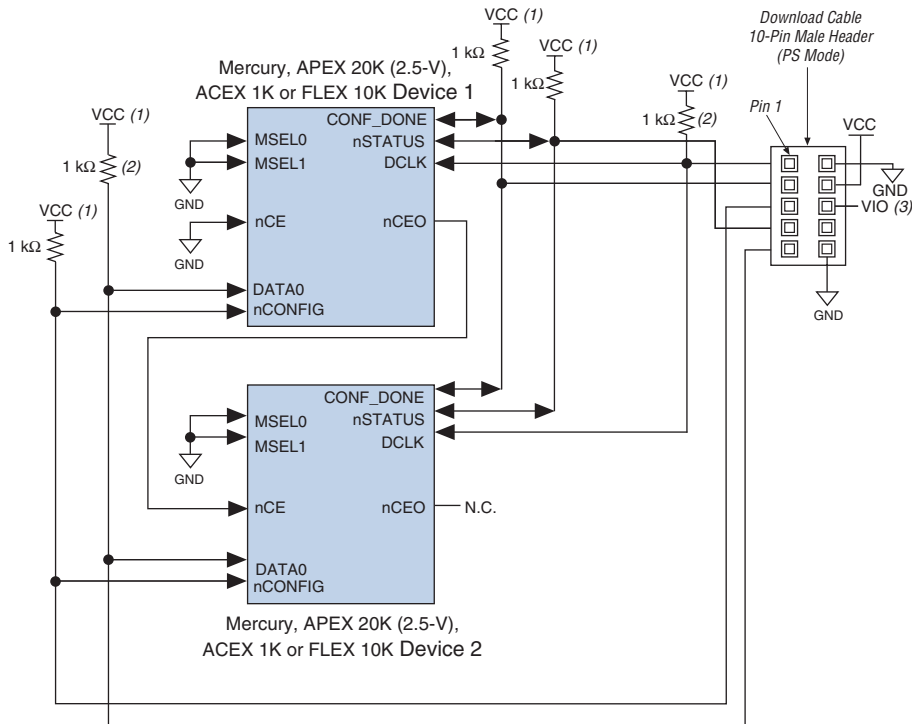 VCC (1)
1 kΩ
VCC (1)
1 kΩ
Download Cable
10-Pin Male Header
(PS Mode)
Mercury, APEX 20K (2.5-V),
ACEX 1K or FLEX 10K Device 1
VCC (1)
1 kΩ (2)
Pin 1
VCC
GND
VIO (3)
GND
VCC (1)
1 kΩ (2)
VCC (1)
1 kΩ
CONF_DONE
MSEL0
nSTATUS
MSEL1
DCLK
GND
nCE
nCEO
GND
DATA0
nCONFIG
CONF_DONE
MSEL0
nSTATUS
MSEL1
DCLK
GND
nCE
nCEO
N.C.
DATA0
nCONFIG
Mercury, APEX 20K (2.5-V),
ACEX 1K or FLEX 10K Device 2